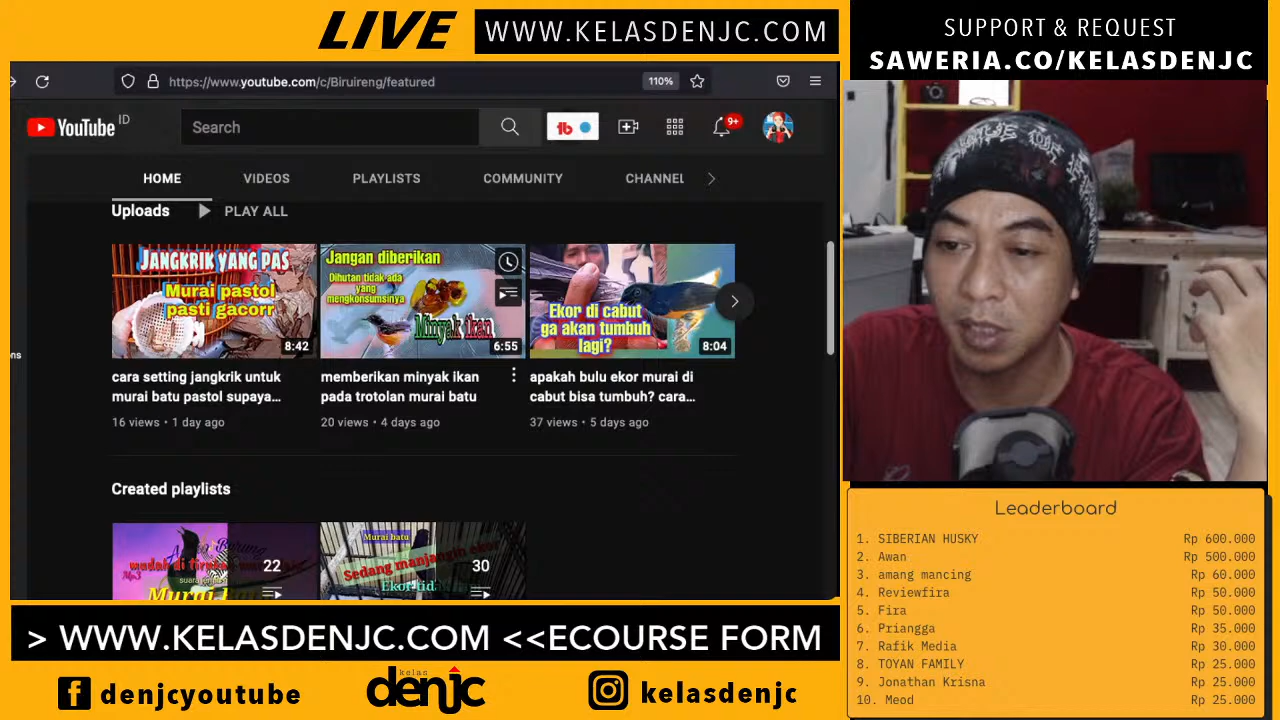 LIVE
WWW.KELASDENJC.COM
SUPPORT & REQUEST
SAWERIA.CO/KELASDENJC
https://www.youtube.com/c/Biruireng/featured
110%
YouTube ID
Search
9+
HOME
VIDEOS
PLAYLISTS
COMMUNITY
CHANNEL
Uploads
PLAY ALL
JANGKRIK YANG PAS
Murai pastol
pasti gacorr
8:42
Jangan diberikan
Dihutan tidak ada
yang
mengkonsumsinya
Minyak ikan
6:55
Ekor di cabut
ga akan tumbuh
lagi?
8:04
ons
cara setting jangkrik untuk
murai batu pastol supaya...
16 views • 1 day ago
memberikan minyak ikan
pada trotolan murai batu
20 views • 4 days ago
apakah bulu ekor murai di
cabut bisa tumbuh? cara...
37 views • 5 days ago
Created playlists
22
Murai batu
Sedang manjangin ekor
30
Leaderboard
1. SIBERIAN HUSKY Rp 600.000
2. Awan Rp 500.000
3. amang mancing Rp 60.000
4. Reviewfira Rp 50.000
5. Fira Rp 50.000
6. Priangga Rp 35.000
7. Rafik Media Rp 30.000
8. TOYAN FAMILY Rp 25.000
9. Jonathan Krisna Rp 25.000
10. Meod Rp 25.000
> WWW.KELASDENJC.COM <<ECOURSE FORM
denjcyoutube
kelas
denjc
kelasdenjc